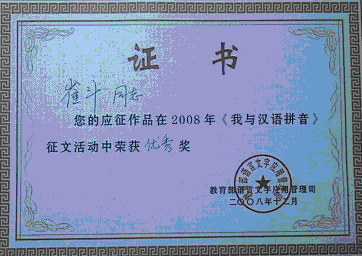 证书
崔斗 同志
您的应征作品在2008年《我与汉语拼音》
征文活动中荣获优秀奖
教育部语言文字应用管理司
二〇〇八年十二月